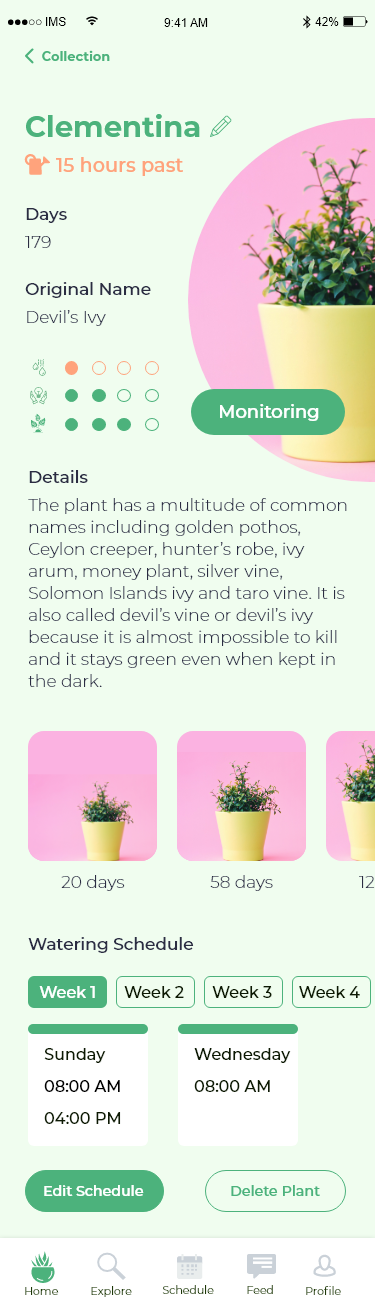 IMS 9:41 AM 42%
Collection
Clementina
15 hours past
Days
179
Original Name
Devil's Ivy
Monitoring
Details
The plant has a multitude of common
names including golden pothos,
Ceylon creeper, hunter's robe, ivy
arum, money plant, silver vine,
Solomon Islands ivy and taro vine. It is
also called devil's vine or devil's ivy
because it is almost impossible to kill
and it stays green even when kept in
the dark.
20 days 58 days 12
Watering Schedule
Week 1 Week 2 Week 3 Week 4
Sunday Wednesday
08:00 AM 08:00 AM
04:00 PM
Edit Schedule Delete Plant
Home Explore Schedule Feed Profile